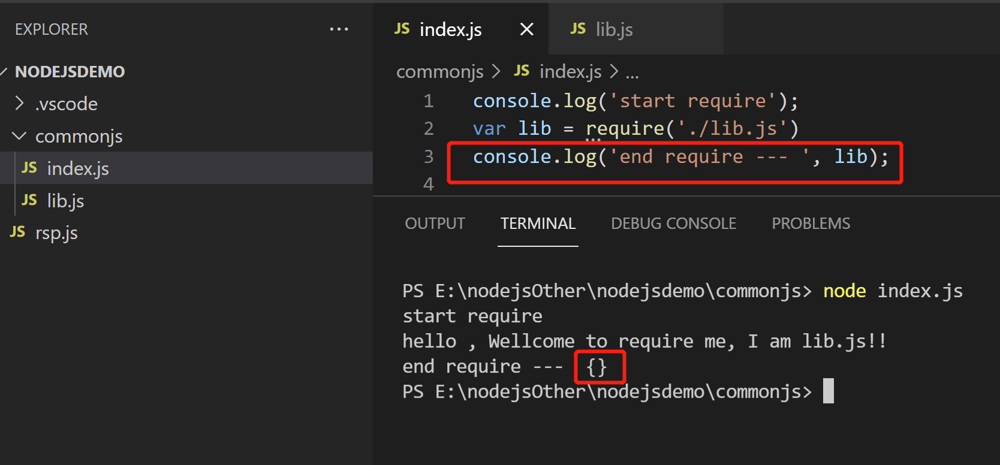 EXPLORER ...
NODEJSDEMO
.vscode
commonjs
JS index.js
JS lib.js
JS rsp.js
JS index.js JS lib.js
commonjs > JS index.js > ...
1 console.log('start require');
2 var lib = require('./lib.js')
3 console.log('end require --- ', lib);
4
OUTPUT TERMINAL DEBUG CONSOLE PROBLEMS
PS E:\nodejsOther\nodejsdemo\commonjs> node index.js
start require
hello , Wellcome to require me, I am lib.js!!
end require ---  {}
PS E:\nodejsOther\nodejsdemo\commonjs>